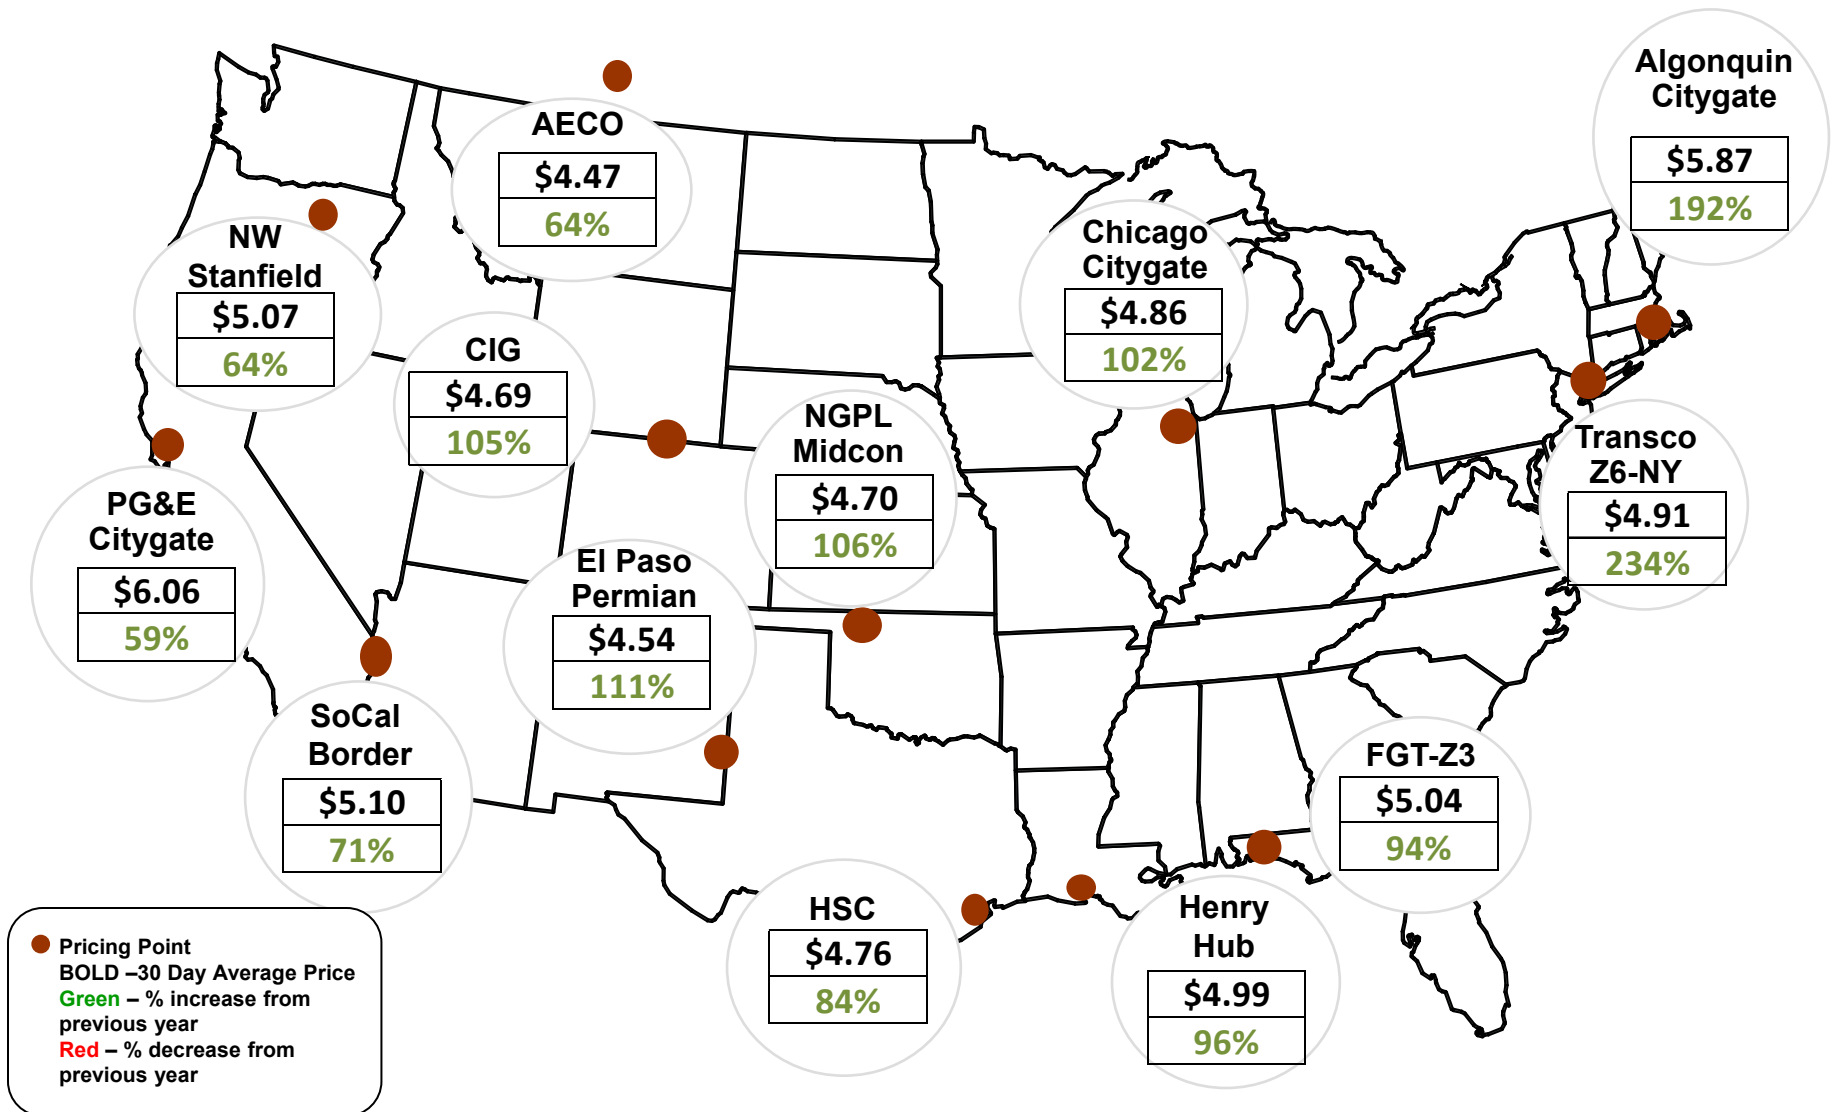 Algonquin
Citygate
$5.87
192%
AECO
$4.47
64%
NW
Stanfield
$5.07
64%
Chicago
Citygate
$4.86
102%
CIG
$4.69
105%
NGPL
Midcon
$4.70
106%
Transco
Z6-NY
$4.91
234%
PG&E
Citygate
$6.06
59%
El Paso
Permian
$4.54
111%
SoCal
Border
$5.10
71%
FGT-Z3
$5.04
94%
HSC
$4.76
84%
Henry
Hub
$4.99
96%
Pricing Point
BOLD –30 Day Average Price
Green – % increase from
previous year
Red – % decrease from
previous year